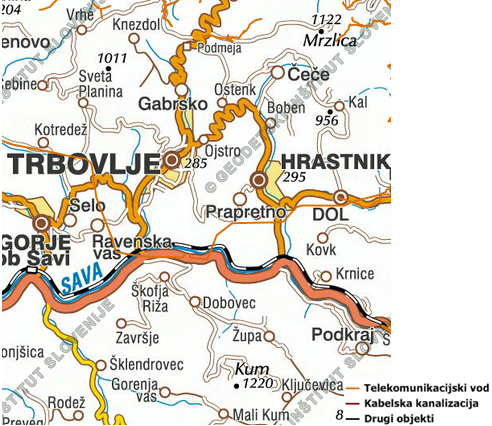 204
Vrhe
Knezdol
1122
Mrzlica
enovo
Podmeja
1011
Sveta
Planina
Čeče
ebine
Gabrsko
Ostenk
Boben
Kal
956
Kotredež
Ojstro
TRBOVLJE
285
HRASTNIK
295
© GEODETSKI INŠTITUT SLOVENIJE
Selo
Prapretno
DOL
GORJE
ob Savi
Ravenska
vas
Kovk
SAVA
Krnice
Škofja
Riža
Dobovec
INŠTITUT SLOVENIJE
Završje
Župa
Podkraj
onjšica
Šklendrovec
Kum
1220
Gorenja
vas
Ključevica
Rodež
Mali Kum
Preveg
8
Telekomunikacijski vod
Kabelska kanalizacija
Drugi objekti